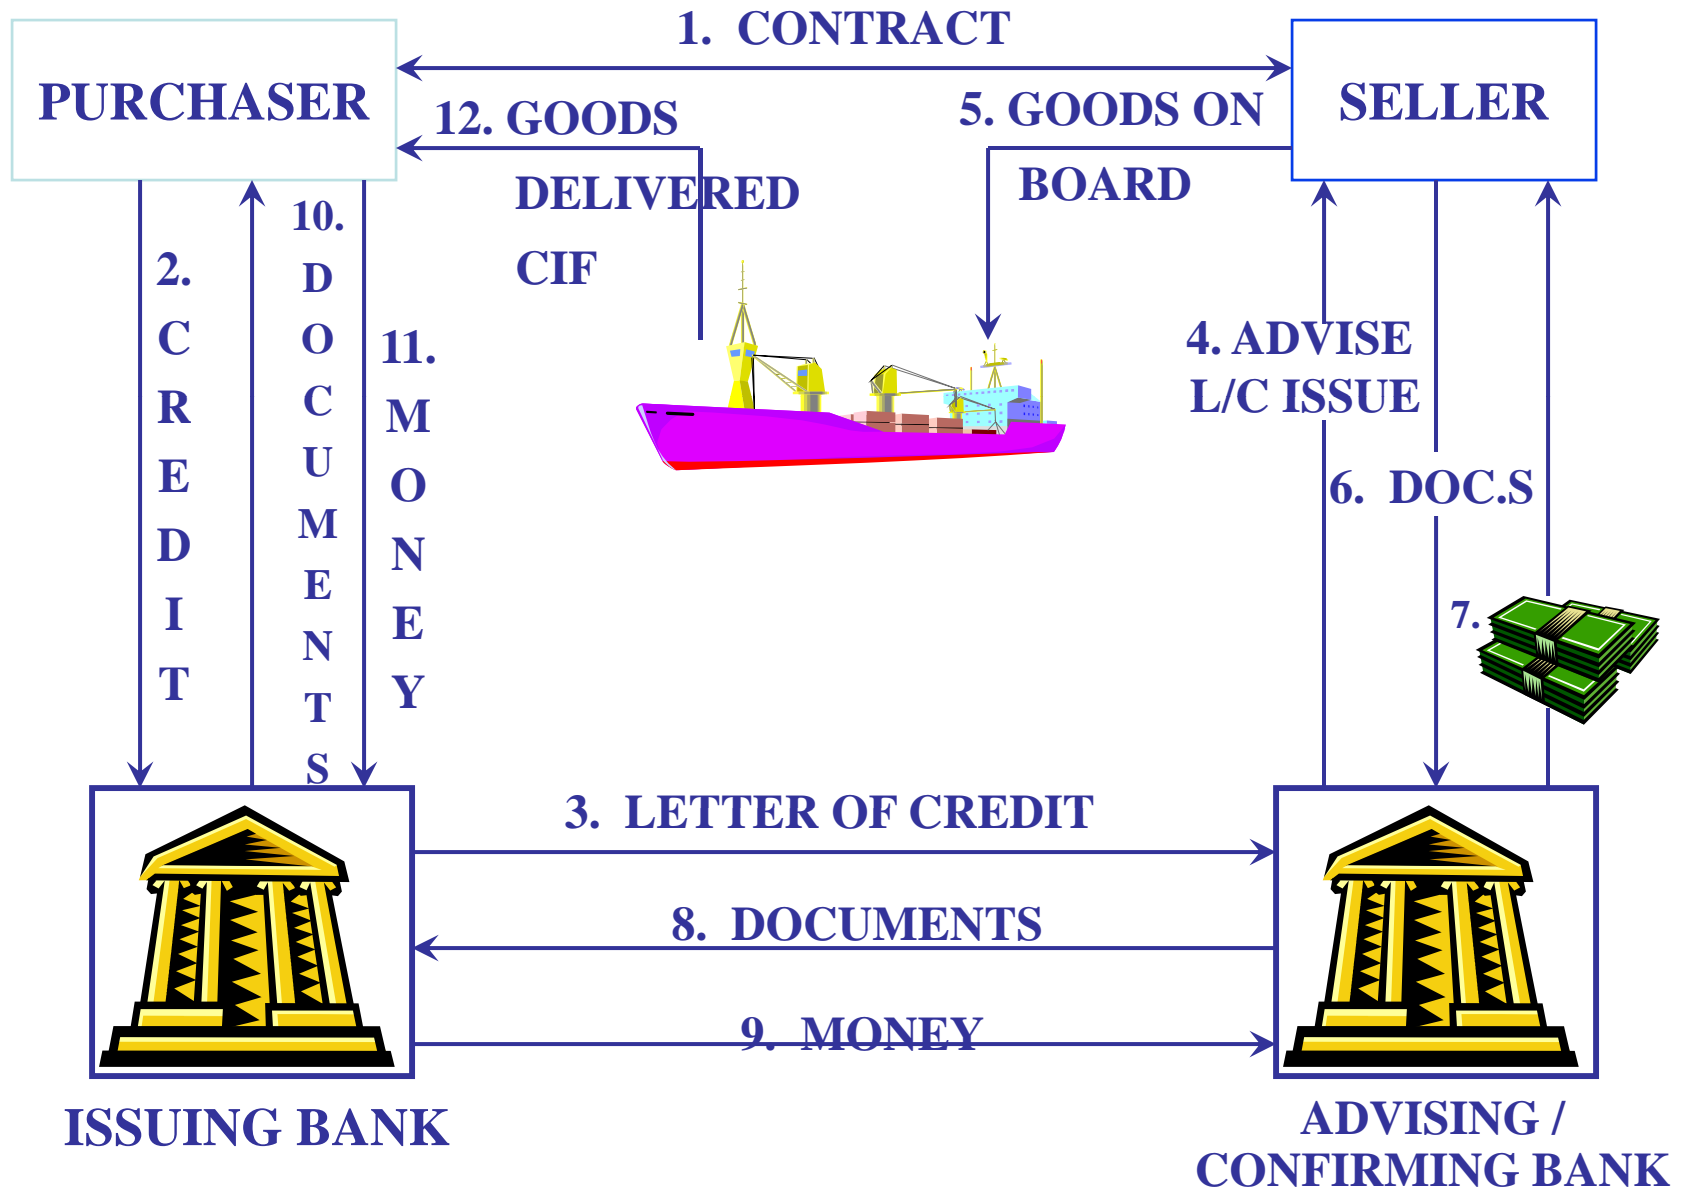 1. CONTRACT
PURCHASER
SELLER
12. GOODS
DELIVERED
CIF
5. GOODS ON
BOARD
2.
C
R
E
D
I
T
10.
D
O
C
U
M
E
N
T
S
11.
M
O
N
E
Y
4. ADVISE
L/C ISSUE
6. DOC.S
7.
3. LETTER OF CREDIT
8. DOCUMENTS
9. MONEY
ISSUING BANK
ADVISING /
CONFIRMING BANK